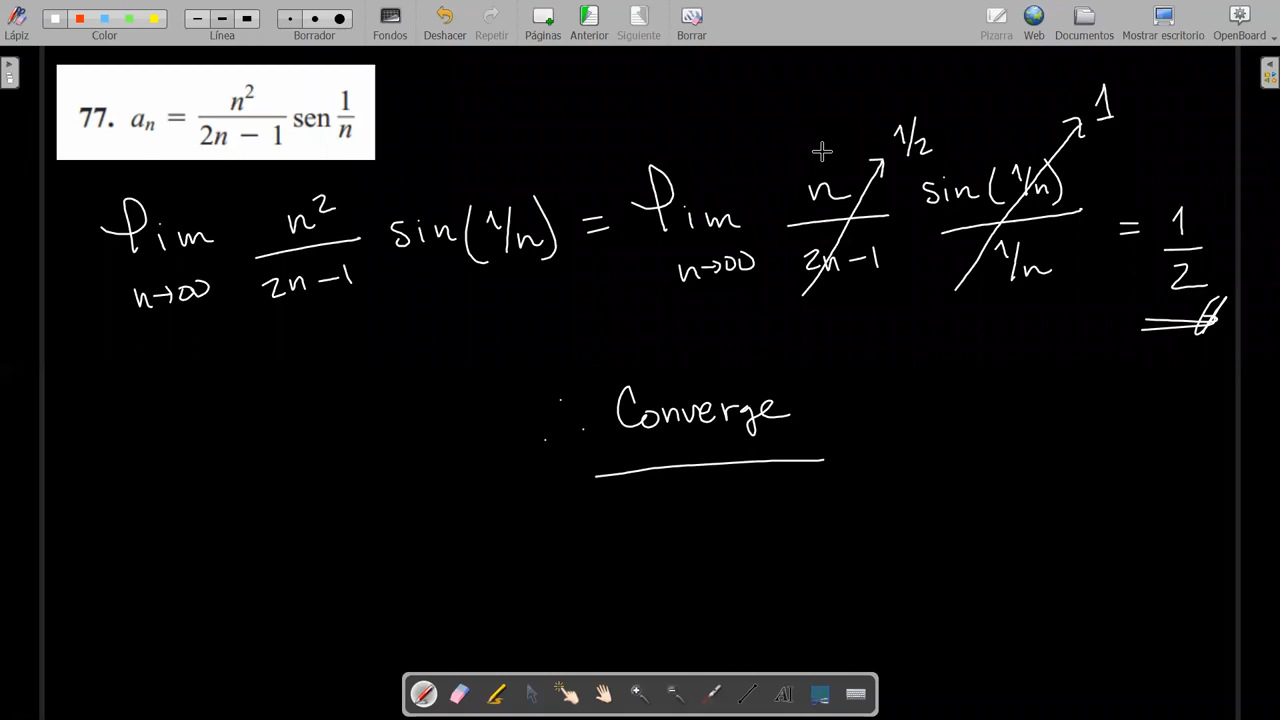 Lápiz Color Línea Borrador Fondos Deshacer Repetir Páginas Anterior Siguiente Borrar Pizarra Web Documentos Mostrar escritorio OpenBoard
77. aₙ = n²/(2n − 1) sen 1/n
lim n→∞ n²/(2n−1) sin(1/n) = lim n→∞ n/(2n−1) ↗ 1/2 sin(1/n)/(1/n) ↗ 1 = 1/2
∴ Converge
AI